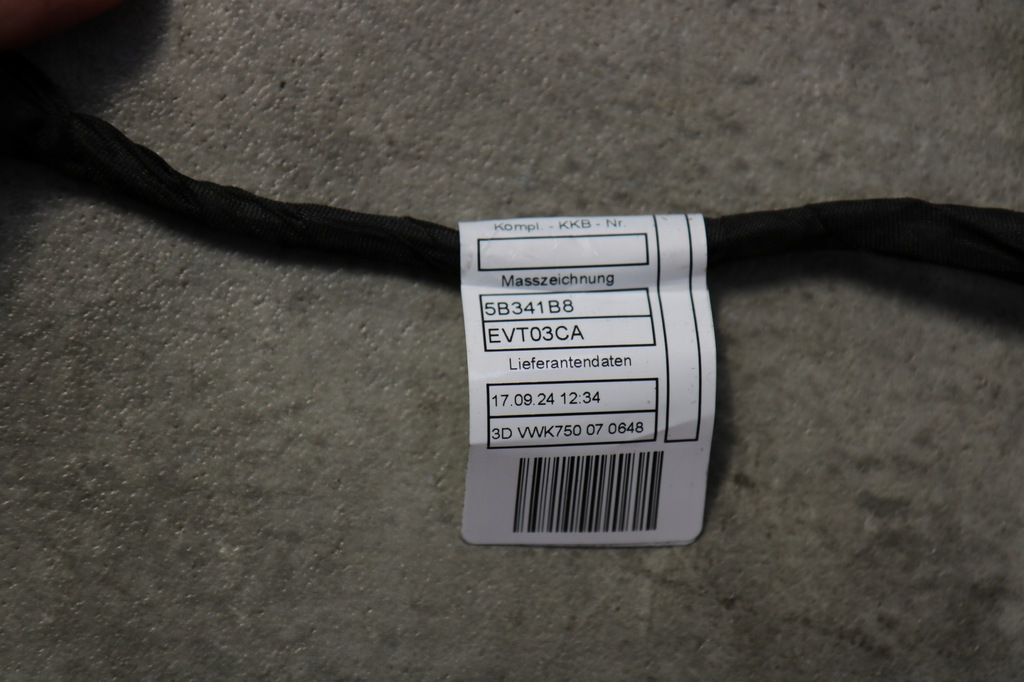 Kompl. - KKB - Nr.
Masszeichnung
5B341B8
EVT03CA
Lieferantendaten
17.09.24 12:34
3D VWK750 07 0648